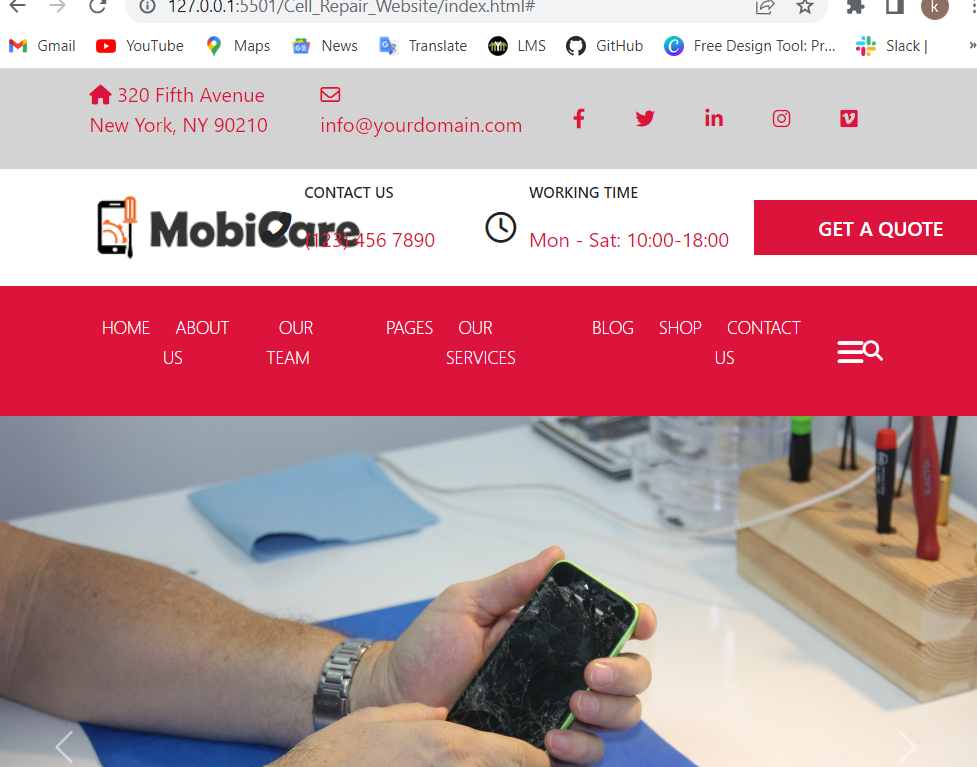 127.0.0.1:5501/Cell_Repair_Website/index.html#
k
Gmail YouTube Maps News Translate LMS GitHub Free Design Tool: Pr... Slack | »
320 Fifth Avenue
New York, NY 90210
info@yourdomain.com
MobiCare
CONTACT US
(123) 456 7890
WORKING TIME
Mon - Sat: 10:00-18:00
GET A QUOTE
HOME ABOUT US OUR TEAM PAGES OUR SERVICES BLOG SHOP CONTACT US
X-ACTO